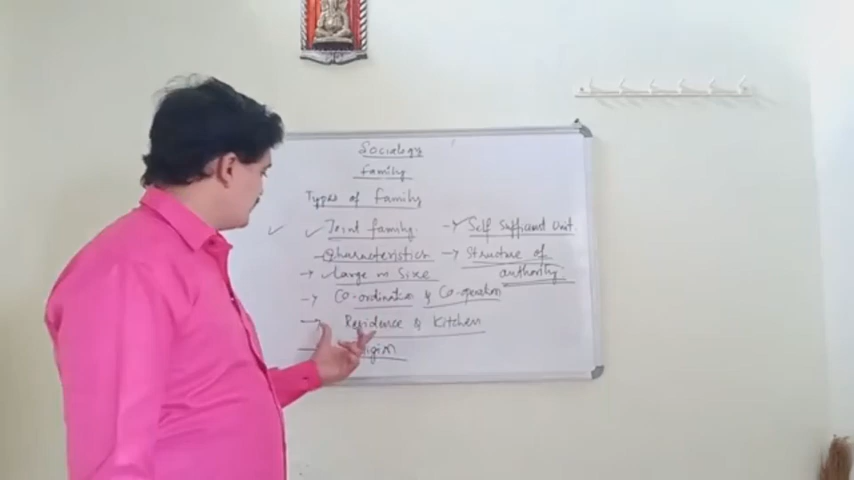 Sociology
Family
Types of family
Joint family.
Characteristics
Large in Size
Co-ordination & Co-operation
Residence & Kitchen
Self sufficient Unit
Structure of
authority